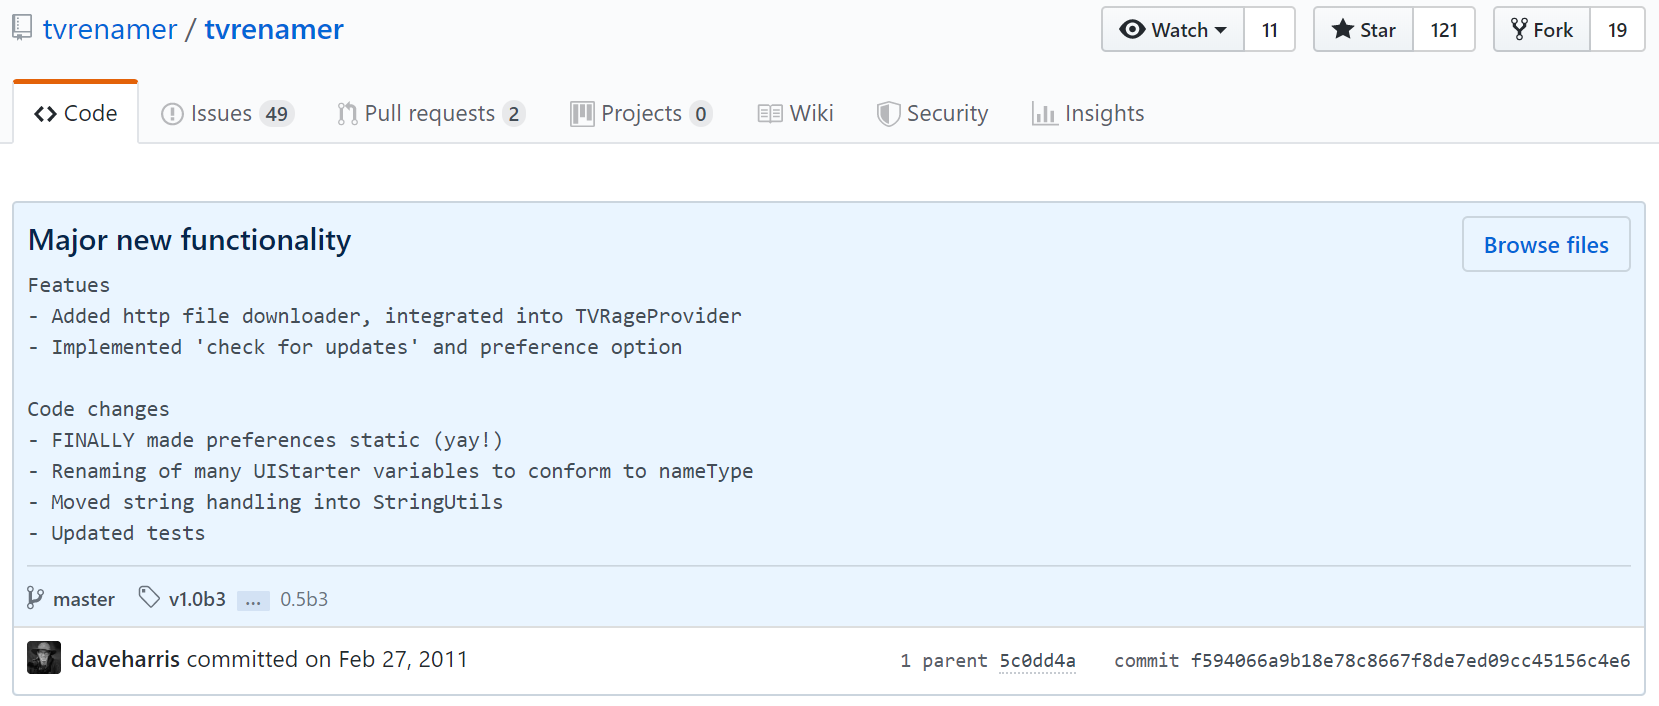 tvrenamer / tvrenamer Watch 11 Star 121 Fork 19
Code Issues 49 Pull requests 2 Projects 0 Wiki Security Insights
Major new functionality Browse files
Featues
- Added http file downloader, integrated into TVRageProvider
- Implemented 'check for updates' and preference option
Code changes
- FINALLY made preferences static (yay!)
- Renaming of many UIStarter variables to conform to nameType
- Moved string handling into StringUtils
- Updated tests
master v1.0b3 ... 0.5b3
daveharris committed on Feb 27, 2011 1 parent 5c0dd4a commit f594066a9b18e78c8667f8de7ed09cc45156c4e6